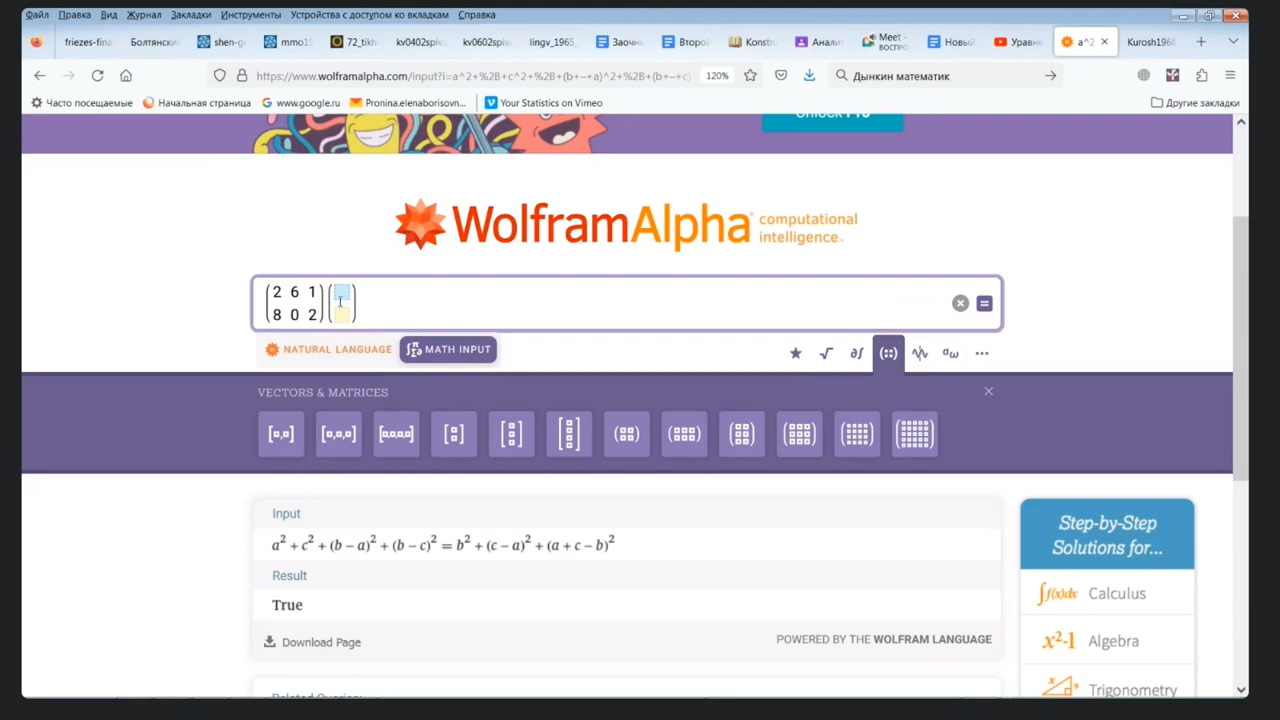 Файл Правка Вид Журнал Закладки Инструменты Устройства с доступом ко вкладкам Справка
friezes-fina Болтянски shen-g mmo19 72_tikh kv0402spiv kv0602spiv lingv_1965_ Заочн Второй Konstr Анали Meet – Новый Уравне a^2 Kurosh1968
ВОСПРО
https://www.wolframalpha.com/input?i=a^2+%2B+c^2+%2B+(b+−+a)^2+%2B+(b+−+c) 120% Дынкин математик
Часто посещаемые Начальная страница www.google.ru Pronina.elenaborisovn... Your Statistics on Vimeo Другие закладки
WolframAlpha computational intelligence.
2 6 1
8 0 2
NATURAL LANGUAGE MATH INPUT
VECTORS & MATRICES
Input
a² + c² + (b − a)² + (b − c)² = b² + (c − a)² + (a + c − b)²
Result
True
Download Page POWERED BY THE WOLFRAM LANGUAGE
Step-by-Step
Solutions for...
Calculus
Algebra
Trigonometry